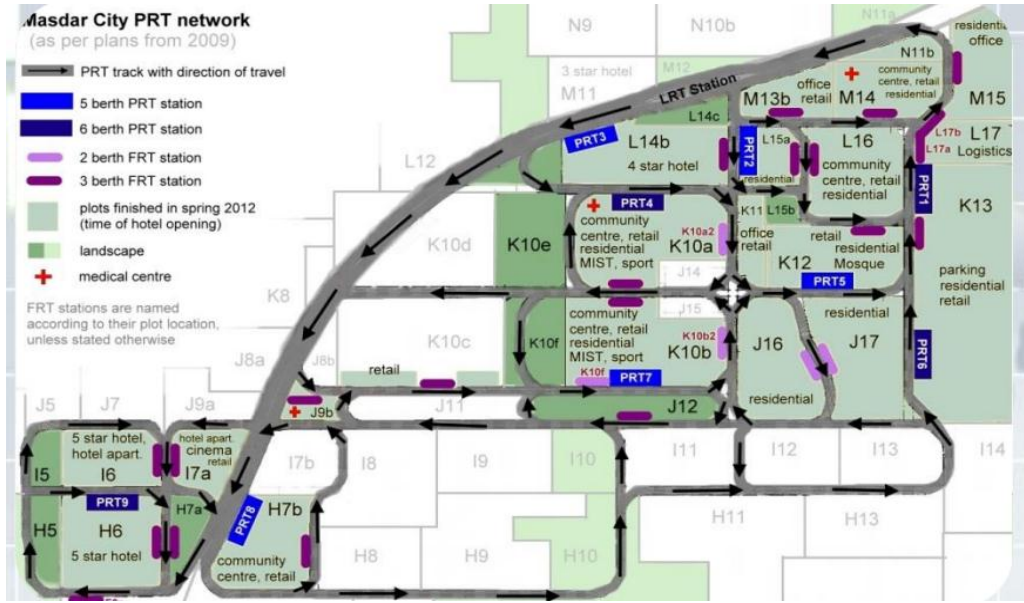 Masdar City PRT network
(as per plans from 2009)
PRT track with direction of travel
5 berth PRT station
6 berth PRT station
2 berth FRT station
3 berth FRT station
plots finished in spring 2012
(time of hotel opening)
landscape
medical centre
FRT stations are named
according to their plot location,
unless stated otherwise
N9
N10b
N11a
residential
office
N11b
3 star hotel
M12
M11
LRT Station
office
retail
M13b
M14
community
centre, retail
residential
M15
L14c
PRT3
L14b
4 star hotel
PRT2
L15a
residential
L16
community
centre, retail
residential
L17b
L17a
L17
Logistics
L12
PRT1
K13
parking
residential
retail
PRT4
community
centre, retail
residential
MIST, sport
K10a2
K10a
K11
office
retail
L15b
retail
residential
Mosque
K12
PRT5
K10d
K10e
J14
J15
K8
K10c
K10f
community
centre, retail
residential
MIST, sport
K10b2
K10b
K10f
PRT7
J16
residential
residential
J17
PRT6
J8a
J8b
retail
J9b
J11
J12
J5
J7
J9a
5 star hotel,
hotel apart.
I6
hotel apart.
cinema
retail
I7a
I5
I7b
I8
I9
I10
I11
I12
I13
I14
PRT9
H7a
PRT8
H7b
community
centre, retail
H5
H6
5 star hotel
H8
H9
H10
H11
H13